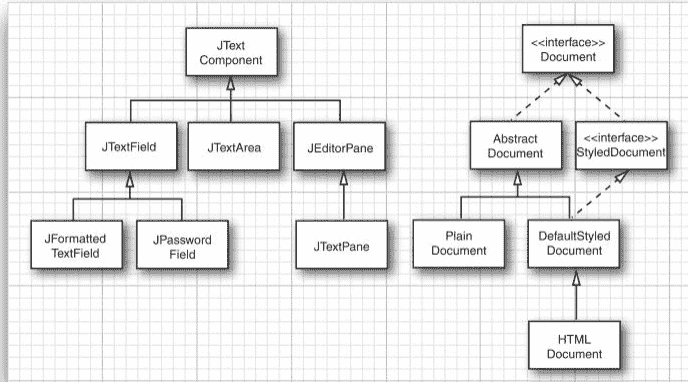 JText
Component
<<interface>>
Document
JTextField
JTextArea
JEditorPane
Abstract
Document
<<interface>>
StyledDocument
JFormatted
TextField
JPassword
Field
JTextPane
Plain
Document
DefaultStyled
Document
HTML
Document